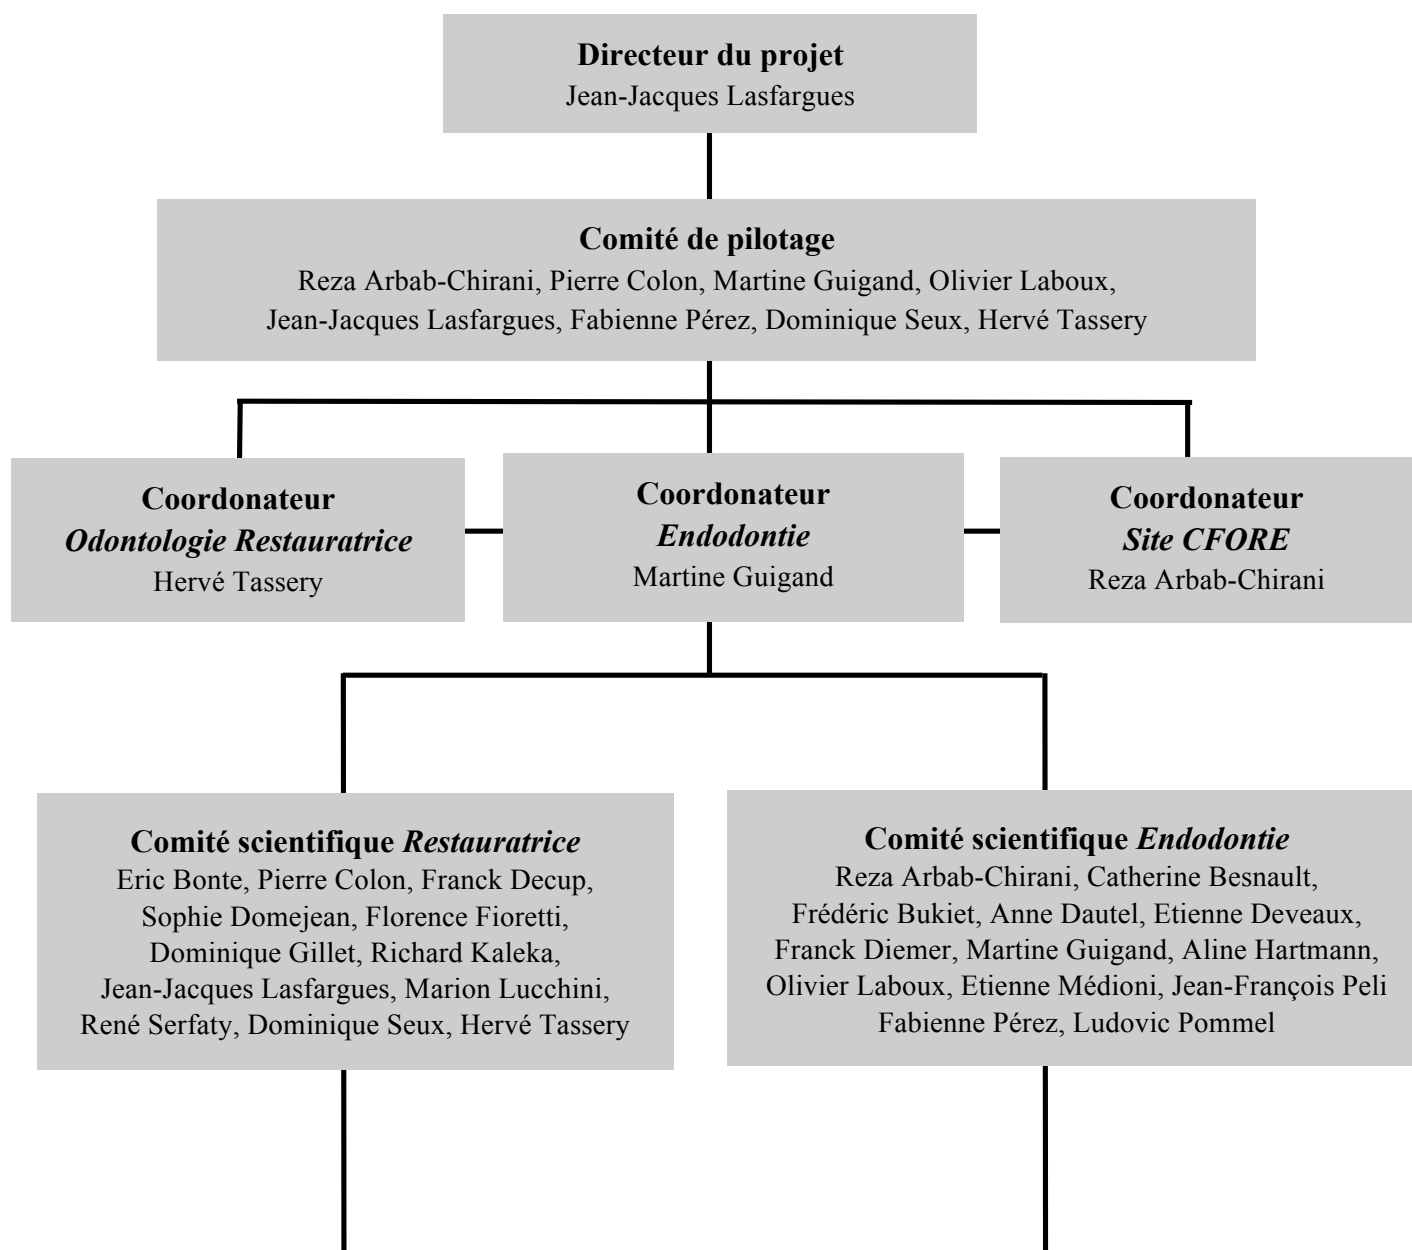 Directeur du projet
Jean-Jacques Lasfargues
Comité de pilotage
Reza Arbab-Chirani, Pierre Colon, Martine Guigand, Olivier Laboux,
Jean-Jacques Lasfargues, Fabienne Pérez, Dominique Seux, Hervé Tassery
Coordonateur
Odontologie Restauratrice
Hervé Tassery
Coordonateur
Endodontie
Martine Guigand
Coordonateur
Site CFORE
Reza Arbab-Chirani
Comité scientifique Restauratrice
Eric Bonte, Pierre Colon, Franck Decup,
Sophie Domejean, Florence Fioretti,
Dominique Gillet, Richard Kaleka,
Jean-Jacques Lasfargues, Marion Lucchini,
René Serfaty, Dominique Seux, Hervé Tassery
Comité scientifique Endodontie
Reza Arbab-Chirani, Catherine Besnault,
Frédéric Bukiet, Anne Dautel, Etienne Deveaux,
Franck Diemer, Martine Guigand, Aline Hartmann,
Olivier Laboux, Etienne Médioni, Jean-François Peli
Fabienne Pérez, Ludovic Pommel